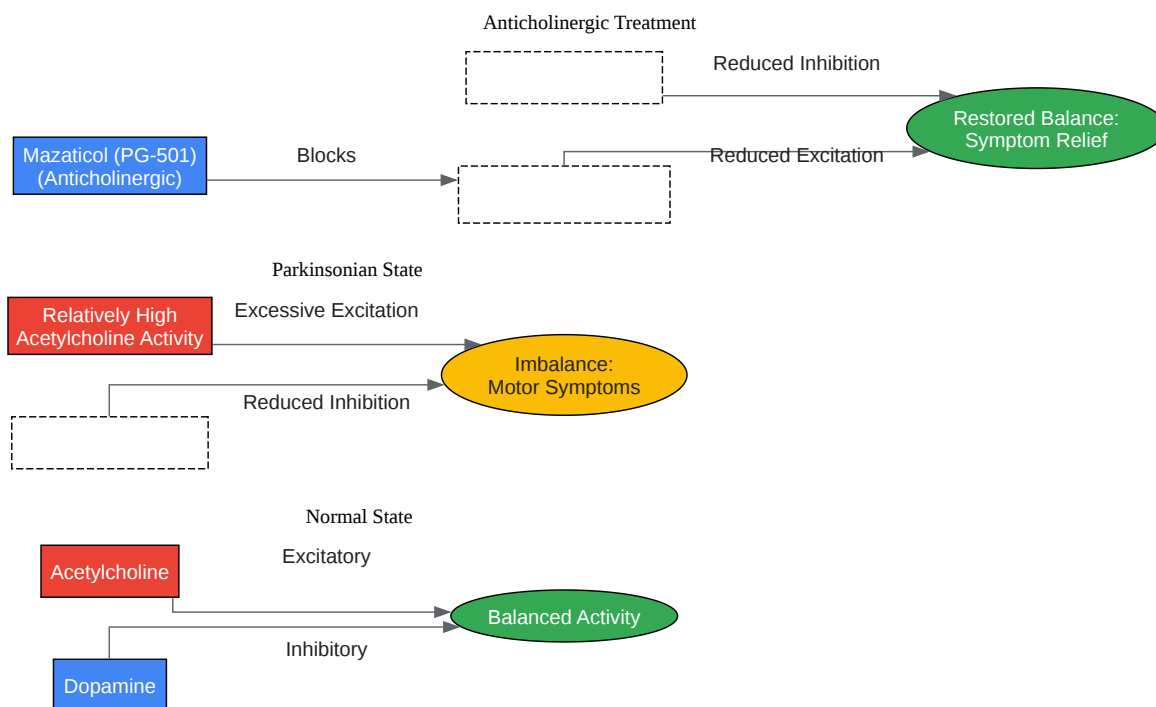 Anticholinergic Treatment
Reduced Inhibition
Restored Balance:
Symptom Relief
Mazaticol (PG-501)
(Anticholinergic)
Blocks
Reduced Excitation
Parkinsonian State
Relatively High
Acetylcholine Activity
Excessive Excitation
Imbalance:
Motor Symptoms
Reduced Inhibition
Normal State
Acetylcholine
Excitatory
Balanced Activity
Inhibitory
Dopamine